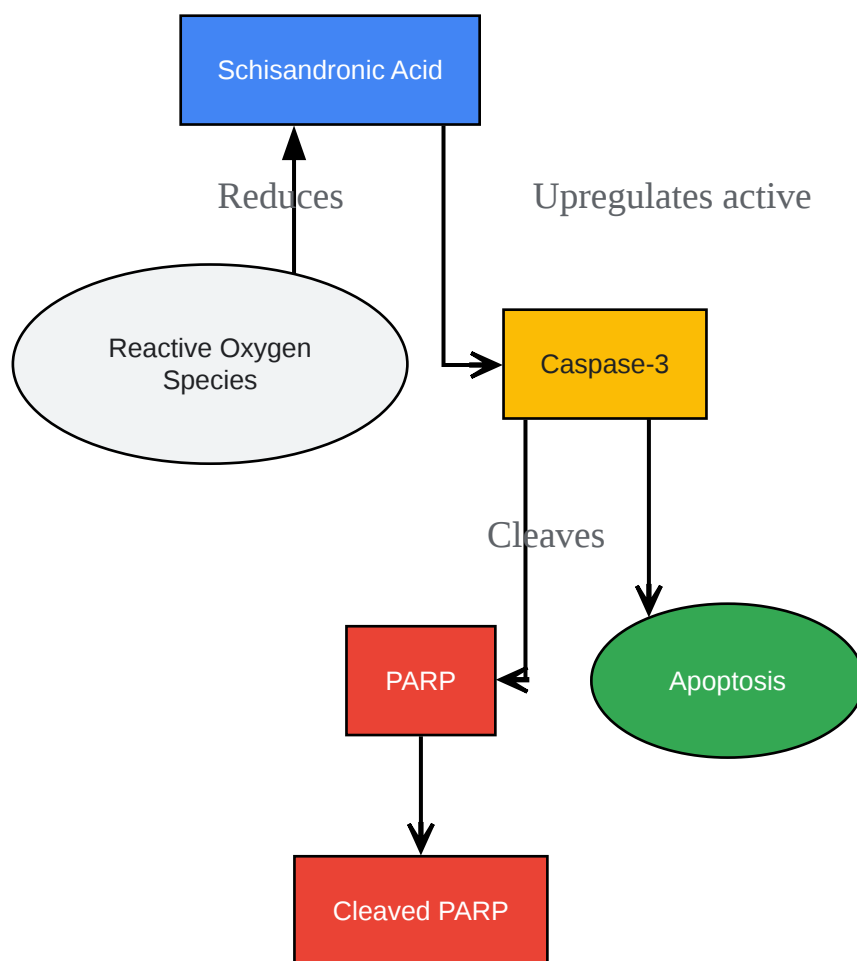 Schisandronic Acid
Reduces
Upregulates active
Reactive Oxygen
Species
Caspase-3
Cleaves
PARP
Apoptosis
Cleaved PARP